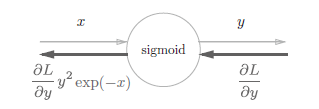 x
y
sigmoid
∂L/∂y y² exp(−x)
∂L/∂y